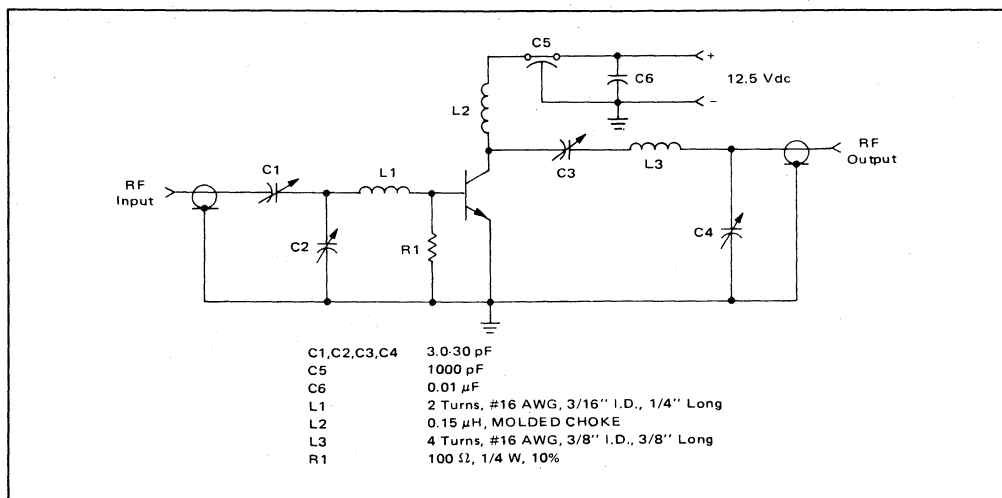 C5
+
C6
12.5 Vdc
−
L2
C3
L3
RF
Output
RF
Input
C1
L1
C2
R1
C4
C1,C2,C3,C4 3.0-30 pF
C5 1000 pF
C6 0.01 μF
L1 2 Turns, #16 AWG, 3/16" I.D., 1/4" Long
L2 0.15 μH, MOLDED CHOKE
L3 4 Turns, #16 AWG, 3/8" I.D., 3/8" Long
R1 100 Ω, 1/4 W, 10%